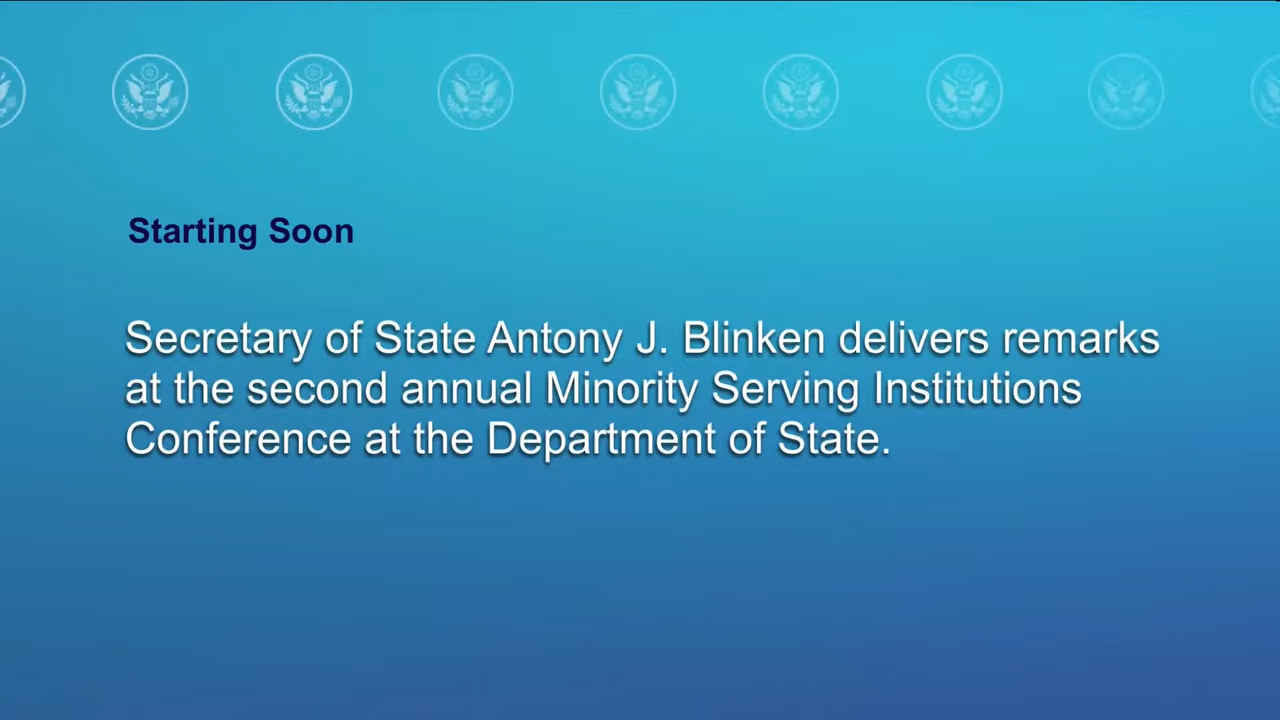 Starting Soon
Secretary of State Antony J. Blinken delivers remarks
at the second annual Minority Serving Institutions
Conference at the Department of State.